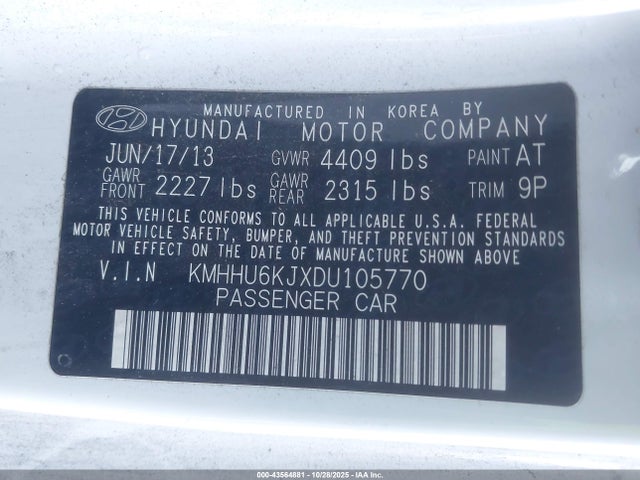 MANUFACTURED IN KOREA BY
HYUNDAI MOTOR COMPANY
JUN/17/13 GVWR 4409 lbs PAINT AT
GAWR FRONT 2227 lbs GAWR REAR 2315 lbs TRIM 9P
THIS VEHICLE CONFORMS TO ALL APPLICABLE U.S.A. FEDERAL
MOTOR VEHICLE SAFETY, BUMPER, AND THEFT PREVENTION STANDARDS
IN EFFECT ON THE DATE OF MANUFACTURE SHOWN ABOVE.
V.I.N KMHHU6KJXDU105770
PASSENGER CAR
000-43564881 | 10/28/2025 | IAAI.COM